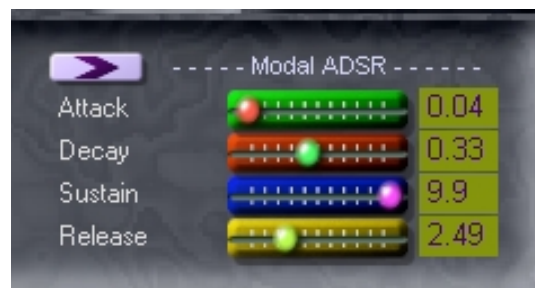 ----- Modal ADSR ------
Attack 0.04
Decay 0.33
Sustain 9.9
Release 2.49